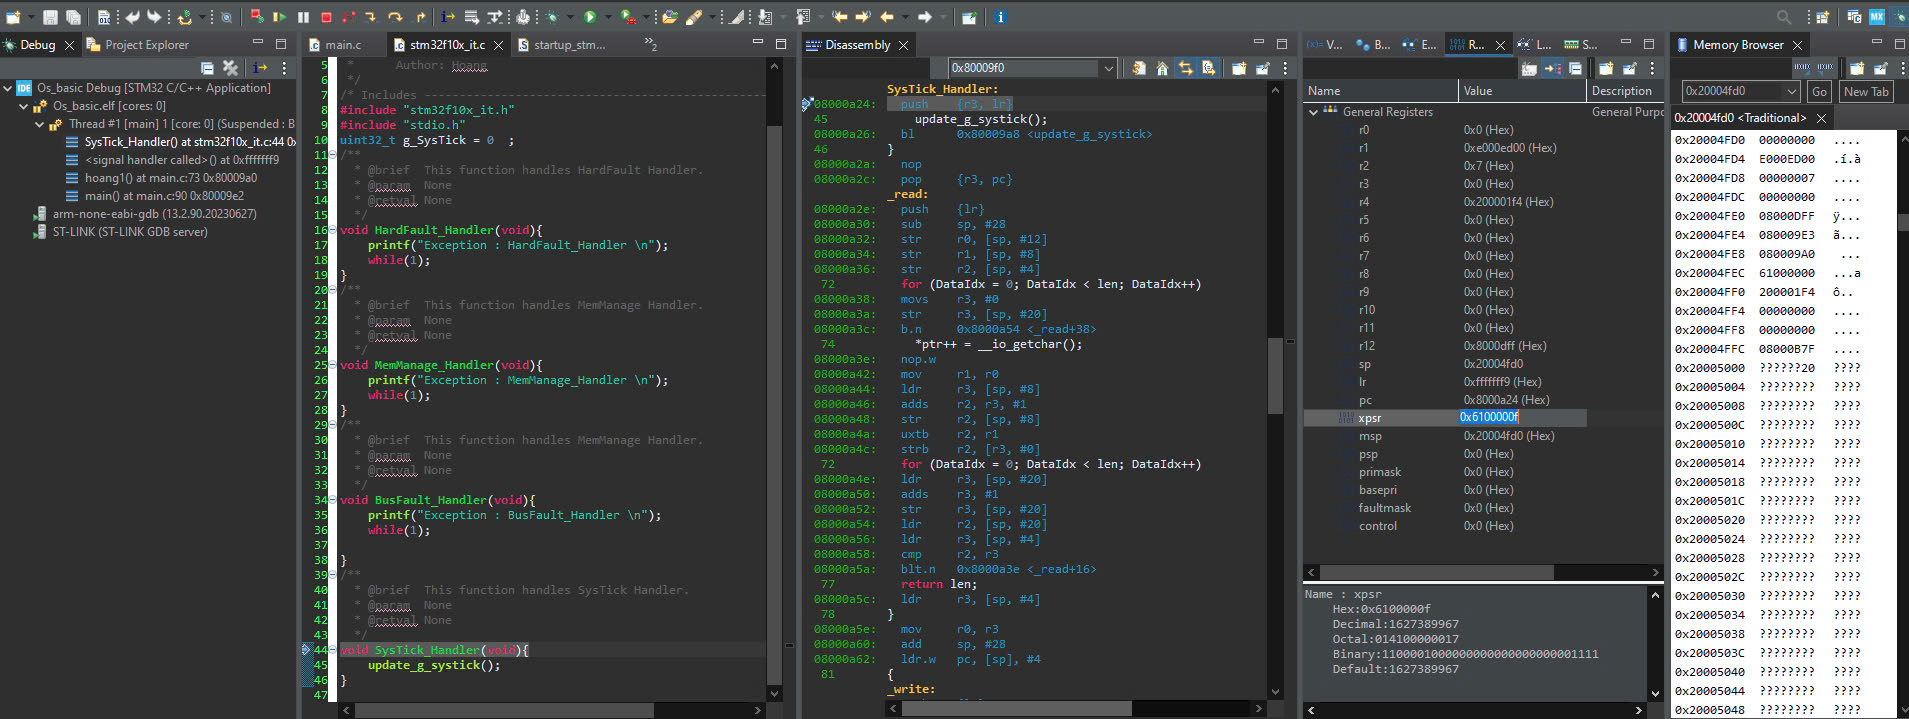 Debug
Project Explorer
Os_basic Debug [STM32 C/C++ Application]
Os_basic.elf [cores: 0]
Thread #1 [main] 1 [core: 0] (Suspended : B
SysTick_Handler() at stm32f10x_it.c:44 0x
<signal handler called>() at 0xfffffff9
hoang1() at main.c:73 0x80009a0
main() at main.c:90 0x80009e2
arm-none-eabi-gdb (13.2.90.20230627)
ST-LINK (ST-LINK GDB server)
main.c
stm32f10x_it.c
startup_stm...
»2
5 * Author: Hoang
6 */
7 /* Includes ------------------------------------------------
8 #include "stm32f10x_it.h"
9 #include "stdio.h"
10 uint32_t g_SysTick = 0 ;
11 /**
12 * @brief This function handles HardFault Handler.
13 * @param None
14 * @retval None
15 */
16 void HardFault_Handler(void){
17 printf("Exception : HardFault_Handler \n");
18 while(1);
19 }
20 /**
21 * @brief This function handles MemManage Handler.
22 * @param None
23 * @retval None
24 */
25 void MemManage_Handler(void){
26 printf("Exception : MemManage_Handler \n");
27 while(1);
28 }
29 /**
30 * @brief This function handles MemManage Handler.
31 * @param None
32 * @retval None
33 */
34 void BusFault_Handler(void){
35 printf("Exception : BusFault_Handler \n");
36 while(1);
37
38 }
39 /**
40 * @brief This function handles SysTick Handler.
41 * @param None
42 * @retval None
43 */
44 void SysTick_Handler(void){
45 update_g_systick();
46 }
47
Disassembly
0x80009f0
SysTick_Handler:
08000a24: push {r3, lr}
45 update_g_systick();
08000a26: bl 0x80009a8 <update_g_systick>
46 }
08000a2a: nop
08000a2c: pop {r3, pc}
_read:
08000a2e: push {lr}
08000a30: sub sp, #28
08000a32: str r0, [sp, #12]
08000a34: str r1, [sp, #8]
08000a36: str r2, [sp, #4]
72 for (DataIdx = 0; DataIdx < len; DataIdx++)
08000a38: movs r3, #0
08000a3a: str r3, [sp, #20]
08000a3c: b.n 0x8000a54 <_read+38>
74 *ptr++ = __io_getchar();
08000a3e: nop.w
08000a42: mov r1, r0
08000a44: ldr r3, [sp, #8]
08000a46: adds r2, r3, #1
08000a48: str r2, [sp, #8]
08000a4a: uxtb r2, r1
08000a4c: strb r2, [r3, #0]
72 for (DataIdx = 0; DataIdx < len; DataIdx++)
08000a4e: ldr r3, [sp, #20]
08000a50: adds r3, #1
08000a52: str r3, [sp, #20]
08000a54: ldr r2, [sp, #20]
08000a56: ldr r3, [sp, #4]
08000a58: cmp r2, r3
08000a5a: blt.n 0x8000a3e <_read+16>
77 return len;
08000a5c: ldr r3, [sp, #4]
78 }
08000a5e: mov r0, r3
08000a60: add sp, #28
08000a62: ldr.w pc, [sp], #4
81 {
_write:
V...
B...
E...
R...
L...
S...
Name Value Description
General Registers General Purpo
r0 0x0 (Hex)
r1 0xe000ed00 (Hex)
r2 0x7 (Hex)
r3 0x0 (Hex)
r4 0x200001f4 (Hex)
r5 0x0 (Hex)
r6 0x0 (Hex)
r7 0x0 (Hex)
r8 0x0 (Hex)
r9 0x0 (Hex)
r10 0x0 (Hex)
r11 0x0 (Hex)
r12 0x8000dff (Hex)
sp 0x20004fd0
lr 0xfffffff9 (Hex)
pc 0x8000a24 (Hex)
xpsr 0x6100000f
msp 0x20004fd0 (Hex)
psp 0x0 (Hex)
primask 0x0 (Hex)
basepri 0x0 (Hex)
faultmask 0x0 (Hex)
control 0x0 (Hex)
Name : xpsr
Hex:0x6100000f
Decimal:1627389967
Octal:014100000017
Binary:1100001000000000000000000001111
Default:1627389967
MX
Memory Browser
0x20004fd0 Go New Tab
0x20004fd0 <Traditional>
0x20004FD0 00000000 ....
0x20004FD4 E000ED00 .í.à
0x20004FD8 00000007 ....
0x20004FDC 00000000 ....
0x20004FE0 08000DFF ÿ...
0x20004FE4 080009E3 ã...
0x20004FE8 080009A0 ...
0x20004FEC 61000000 ...a
0x20004FF0 200001F4 ô..
0x20004FF4 00000000 ....
0x20004FF8 00000000 ....
0x20004FFC 08000B7F ....
0x20005000 ??????20 ????
0x20005004 ???????? ????
0x20005008 ???????? ????
0x2000500C ???????? ????
0x20005010 ???????? ????
0x20005014 ???????? ????
0x20005018 ???????? ????
0x2000501C ???????? ????
0x20005020 ???????? ????
0x20005024 ???????? ????
0x20005028 ???????? ????
0x2000502C ???????? ????
0x20005030 ???????? ????
0x20005034 ???????? ????
0x20005038 ???????? ????
0x2000503C ???????? ????
0x20005040 ???????? ????
0x20005044 ???????? ????
0x20005048 ???????? ????